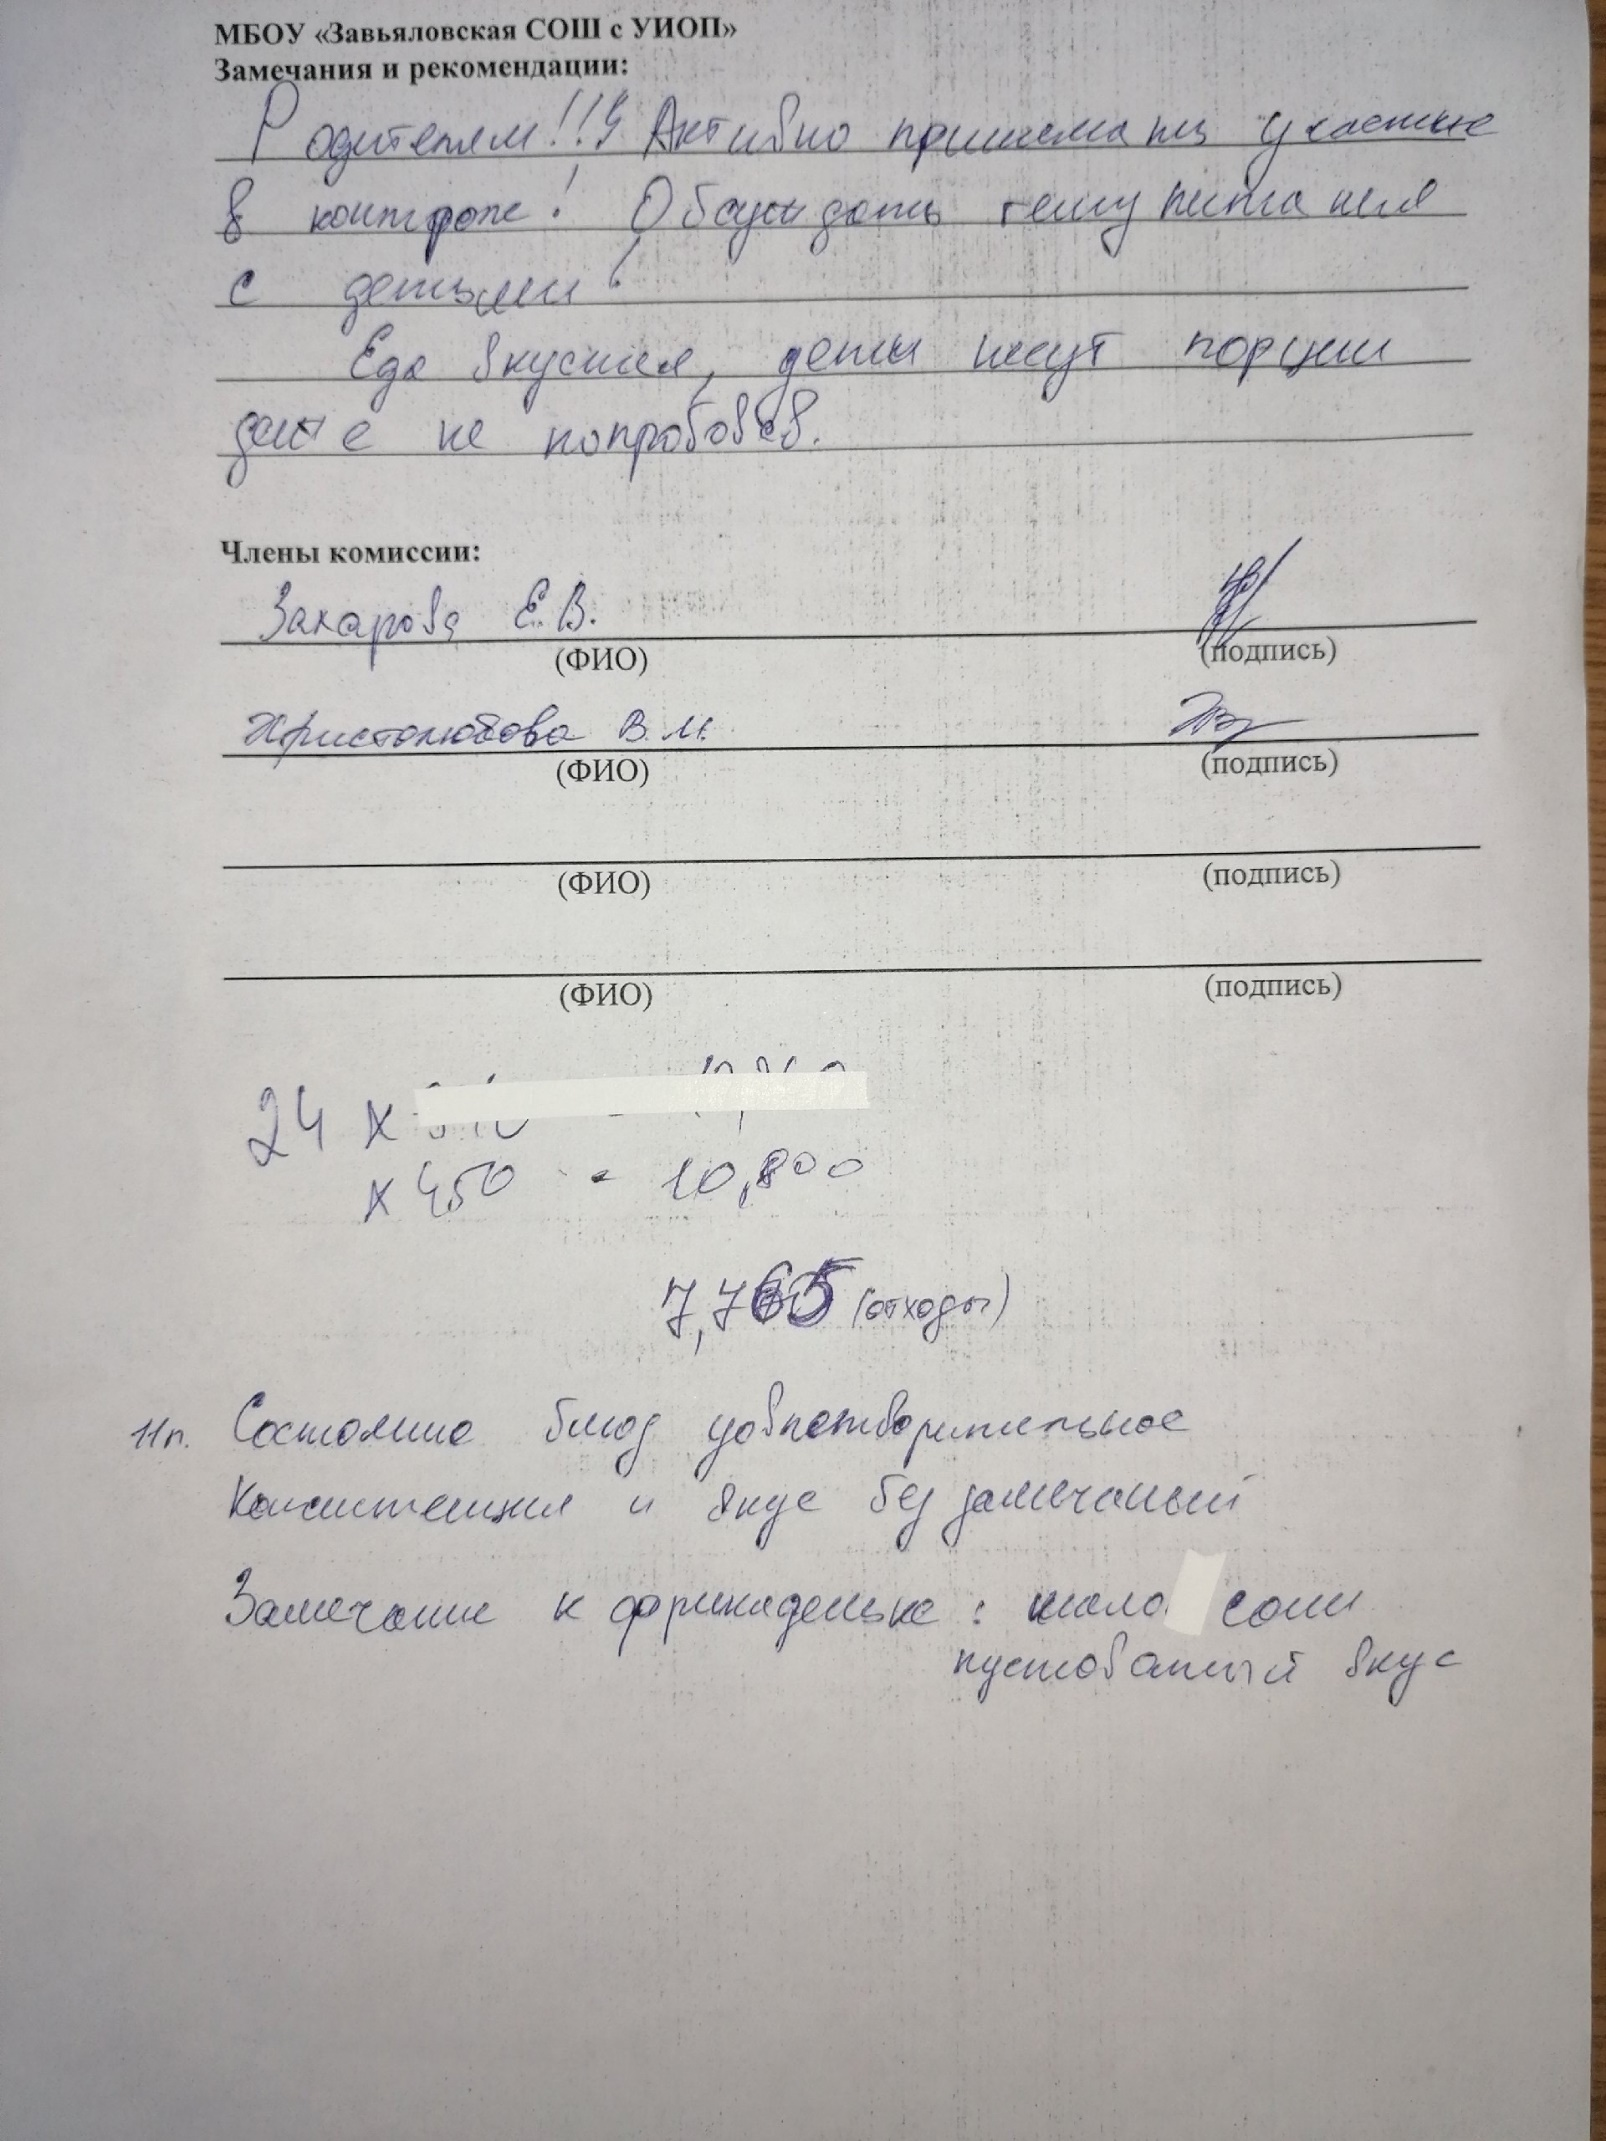 МБОУ «Завьяловская СОШ с УИОП»
Замечания и рекомендации:
Родителям!!! Активно принимать участие
в контроле! Обсуждать тему питания
с детьми!
Еда вкусная, дети несут порции
даже не попробовав.
Члены комиссии:
Захарова Е.В.
(ФИО) (подпись)
Христолюбова В.М.
(ФИО) (подпись)
(ФИО) (подпись)
(ФИО) (подпись)
24 х
х 450 - 10,800
7,765 (отходы)
11п. Состояние блюд удовлетворительное
Консистенция и вкус без замечаний
Замечание к фрикадельке: мало соли
пустоватый вкус